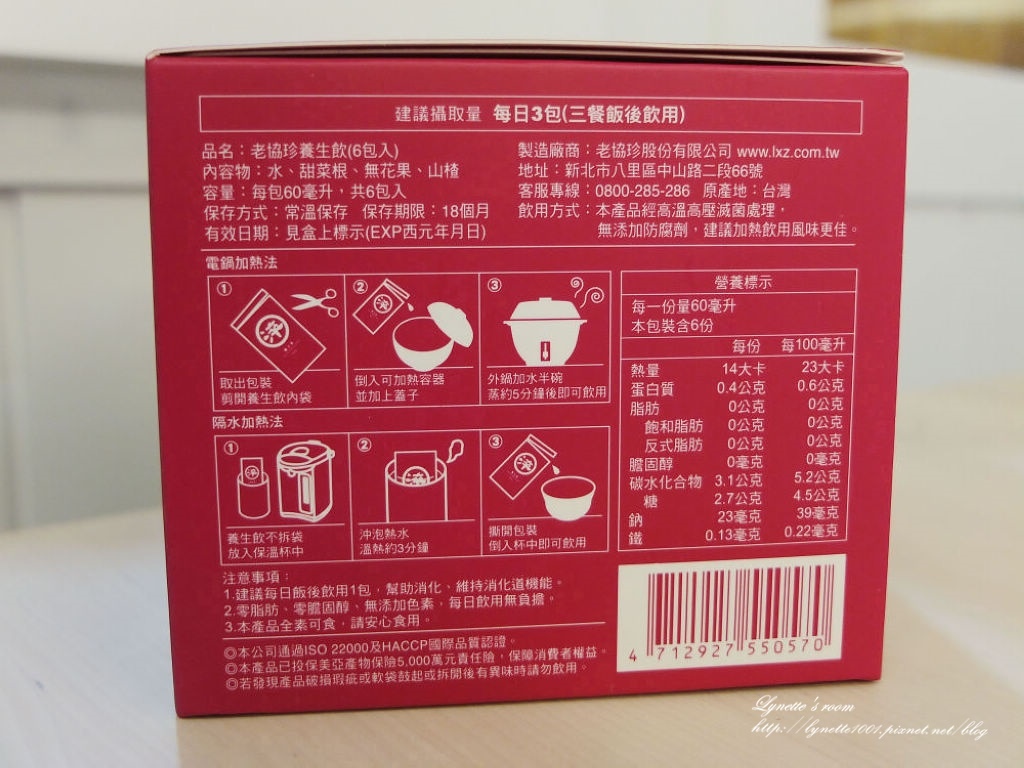 建議攝取量 每日3包(三餐飯後飲用)
品名：老協珍養生飲(6包入)
內容物：水、甜菜根、無花果、山楂
容量：每包60毫升，共6包入
保存方式：常溫保存 保存期限：18個月
有效日期：見盒上標示(EXP西元年月日)
製造廠商：老協珍股份有限公司 www.lxz.com.tw
地址：新北市八里區中山路二段66號
客服專線：0800-285-286 原產地：台灣
飲用方式：本產品經高溫高壓滅菌處理，
無添加防腐劑，建議加熱飲用風味更佳。
電鍋加熱法
①
取出包裝
剪開養生飲內袋
②
倒入可加熱容器
並加上蓋子
③
外鍋加水半碗
蒸約5分鐘後即可飲用
隔水加熱法
①
養生飲不拆袋
放入保溫杯中
②
沖泡熱水
溫熱約3分鐘
③
撕開包裝
倒入杯中即可飲用
營養標示
每一份量60毫升
本包裝含6份
每份 每100毫升
熱量 14大卡 23大卡
蛋白質 0.4公克 0.6公克
脂肪 0公克 0公克
飽和脂肪 0公克 0公克
反式脂肪 0公克 0公克
膽固醇 0毫克 0毫克
碳水化合物 3.1公克 5.2公克
糖 2.7公克 4.5公克
鈉 23毫克 39毫克
鐵 0.13毫克 0.22毫克
注意事項：
1.建議每日飯後飲用1包，幫助消化、維持消化道機能。
2.零脂肪、零膽固醇、無添加色素，每日飲用無負擔。
3.本產品全素可食，請安心食用。
◎本公司通過ISO 22000及HACCP國際品質認證。
◎本產品已投保美亞產物保險5,000萬元責任險，保障消費者權益。
◎若發現產品破損瑕疵或軟袋鼓起或拆開後有異味時請勿飲用。
4 712927 550570
Lynette's room
http://lynette1001.pixnet.net/blog